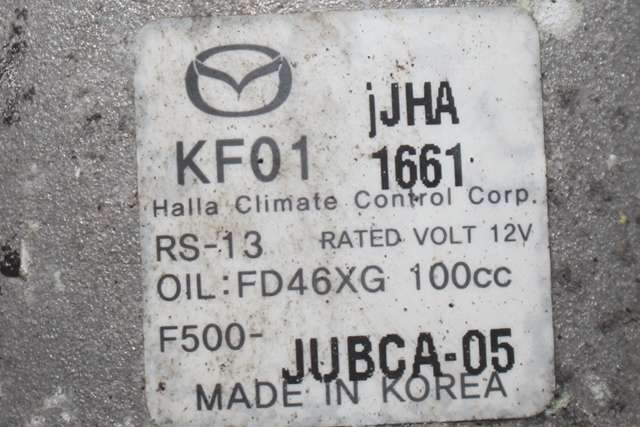 jJHA
KF01 1661
Halla Climate Control Corp.
RS-13 RATED VOLT 12V
OIL:FD46XG 100cc
F500-JUBCA-05
MADE IN KOREA